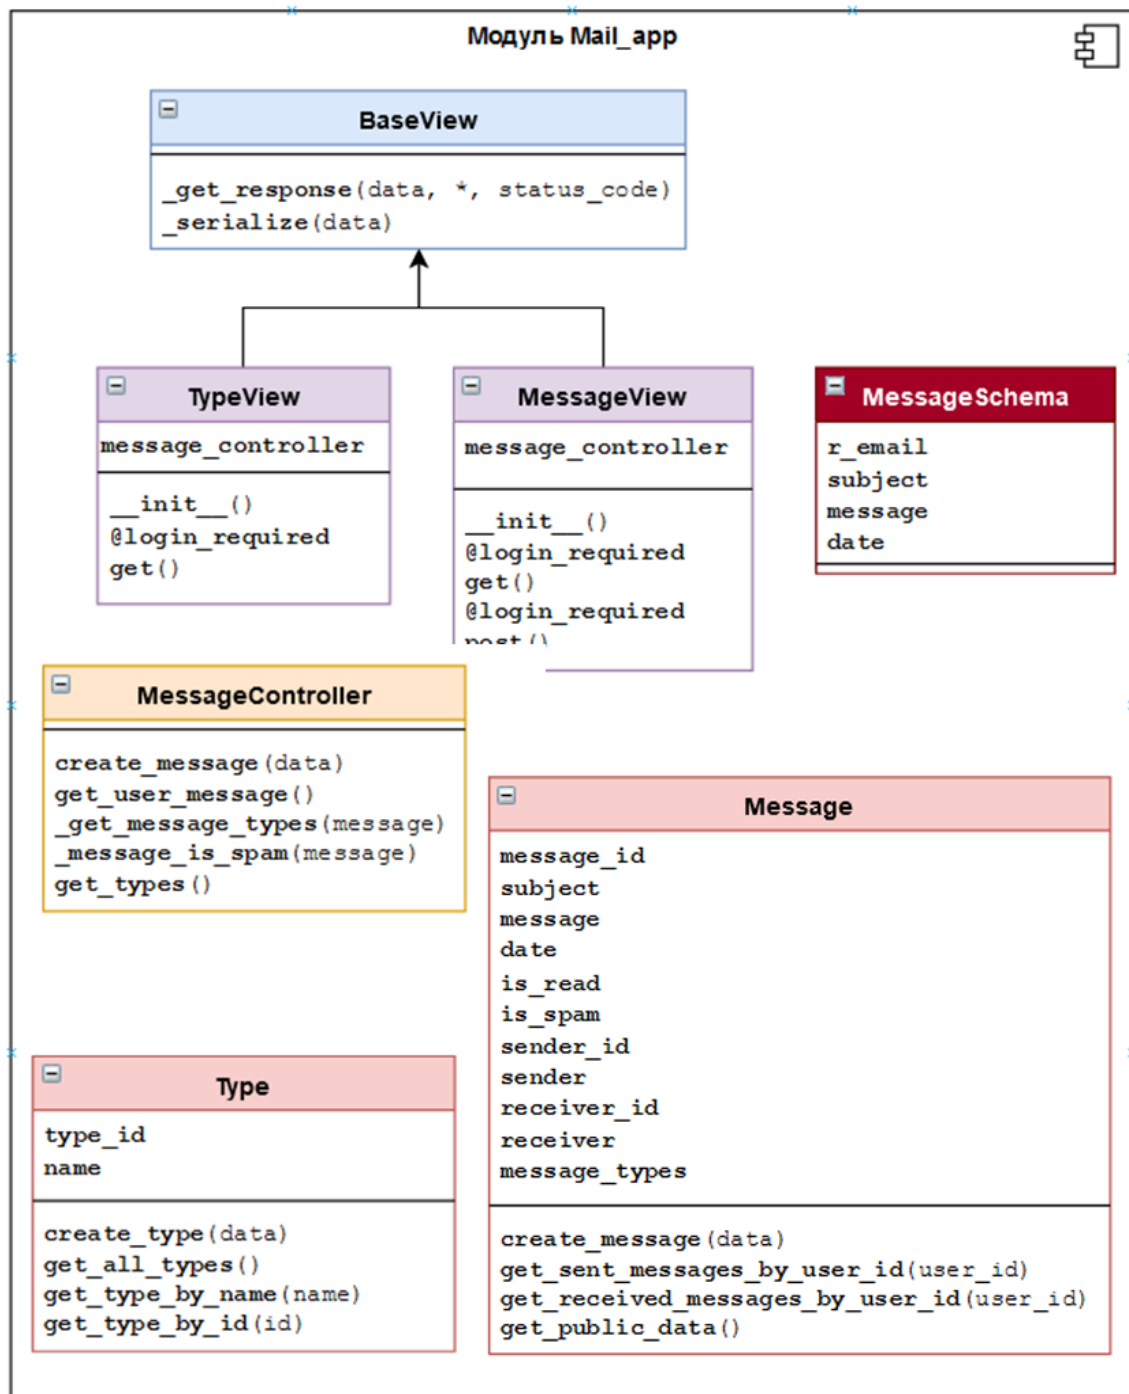 Модуль Mail_app
BaseView
_get_response(data, *, status_code)
_serialize(data)
TypeView
message_controller
__init__()
@login_required
get()
MessageView
message_controller
__init__()
@login_required
get()
@login_required
post()
MessageSchema
r_email
subject
message
date
MessageController
create_message(data)
get_user_message()
_get_message_types(message)
_message_is_spam(message)
get_types()
Message
message_id
subject
message
date
is_read
is_spam
sender_id
sender
receiver_id
receiver
message_types
create_message(data)
get_sent_messages_by_user_id(user_id)
get_received_messages_by_user_id(user_id)
get_public_data()
Type
type_id
name
create_type(data)
get_all_types()
get_type_by_name(name)
get_type_by_id(id)